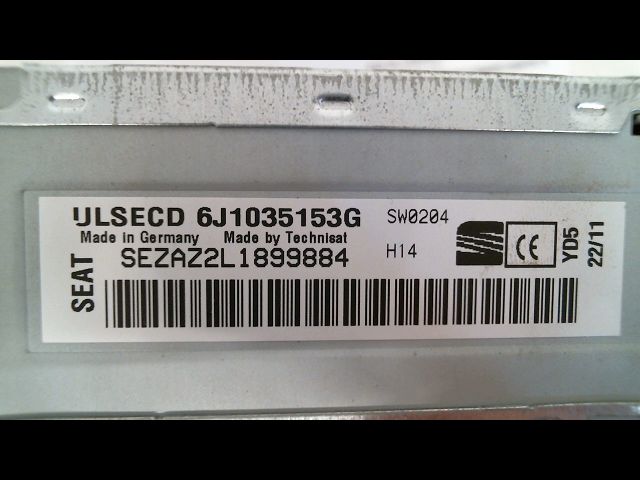 ULSECD 6J1035153G SW0204
Made in Germany Made by Technisat
SEZAZ2L1899884 H14
SEAT
CE
YD5
22/11